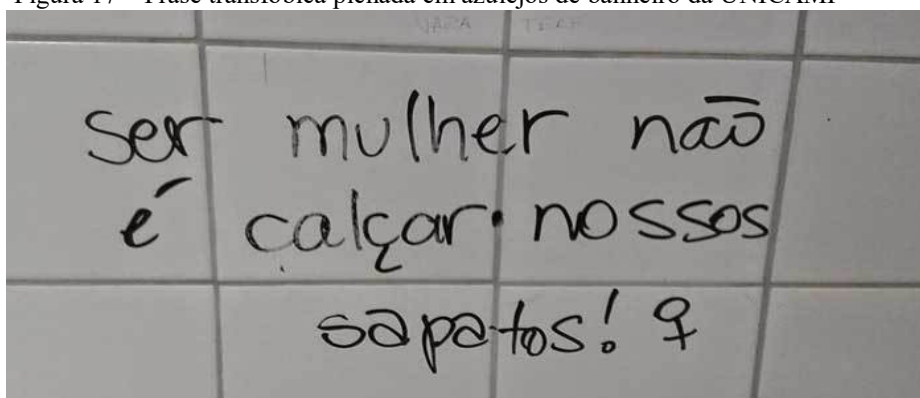 ser mulher não
é calçar nossos
sapatos! ♀